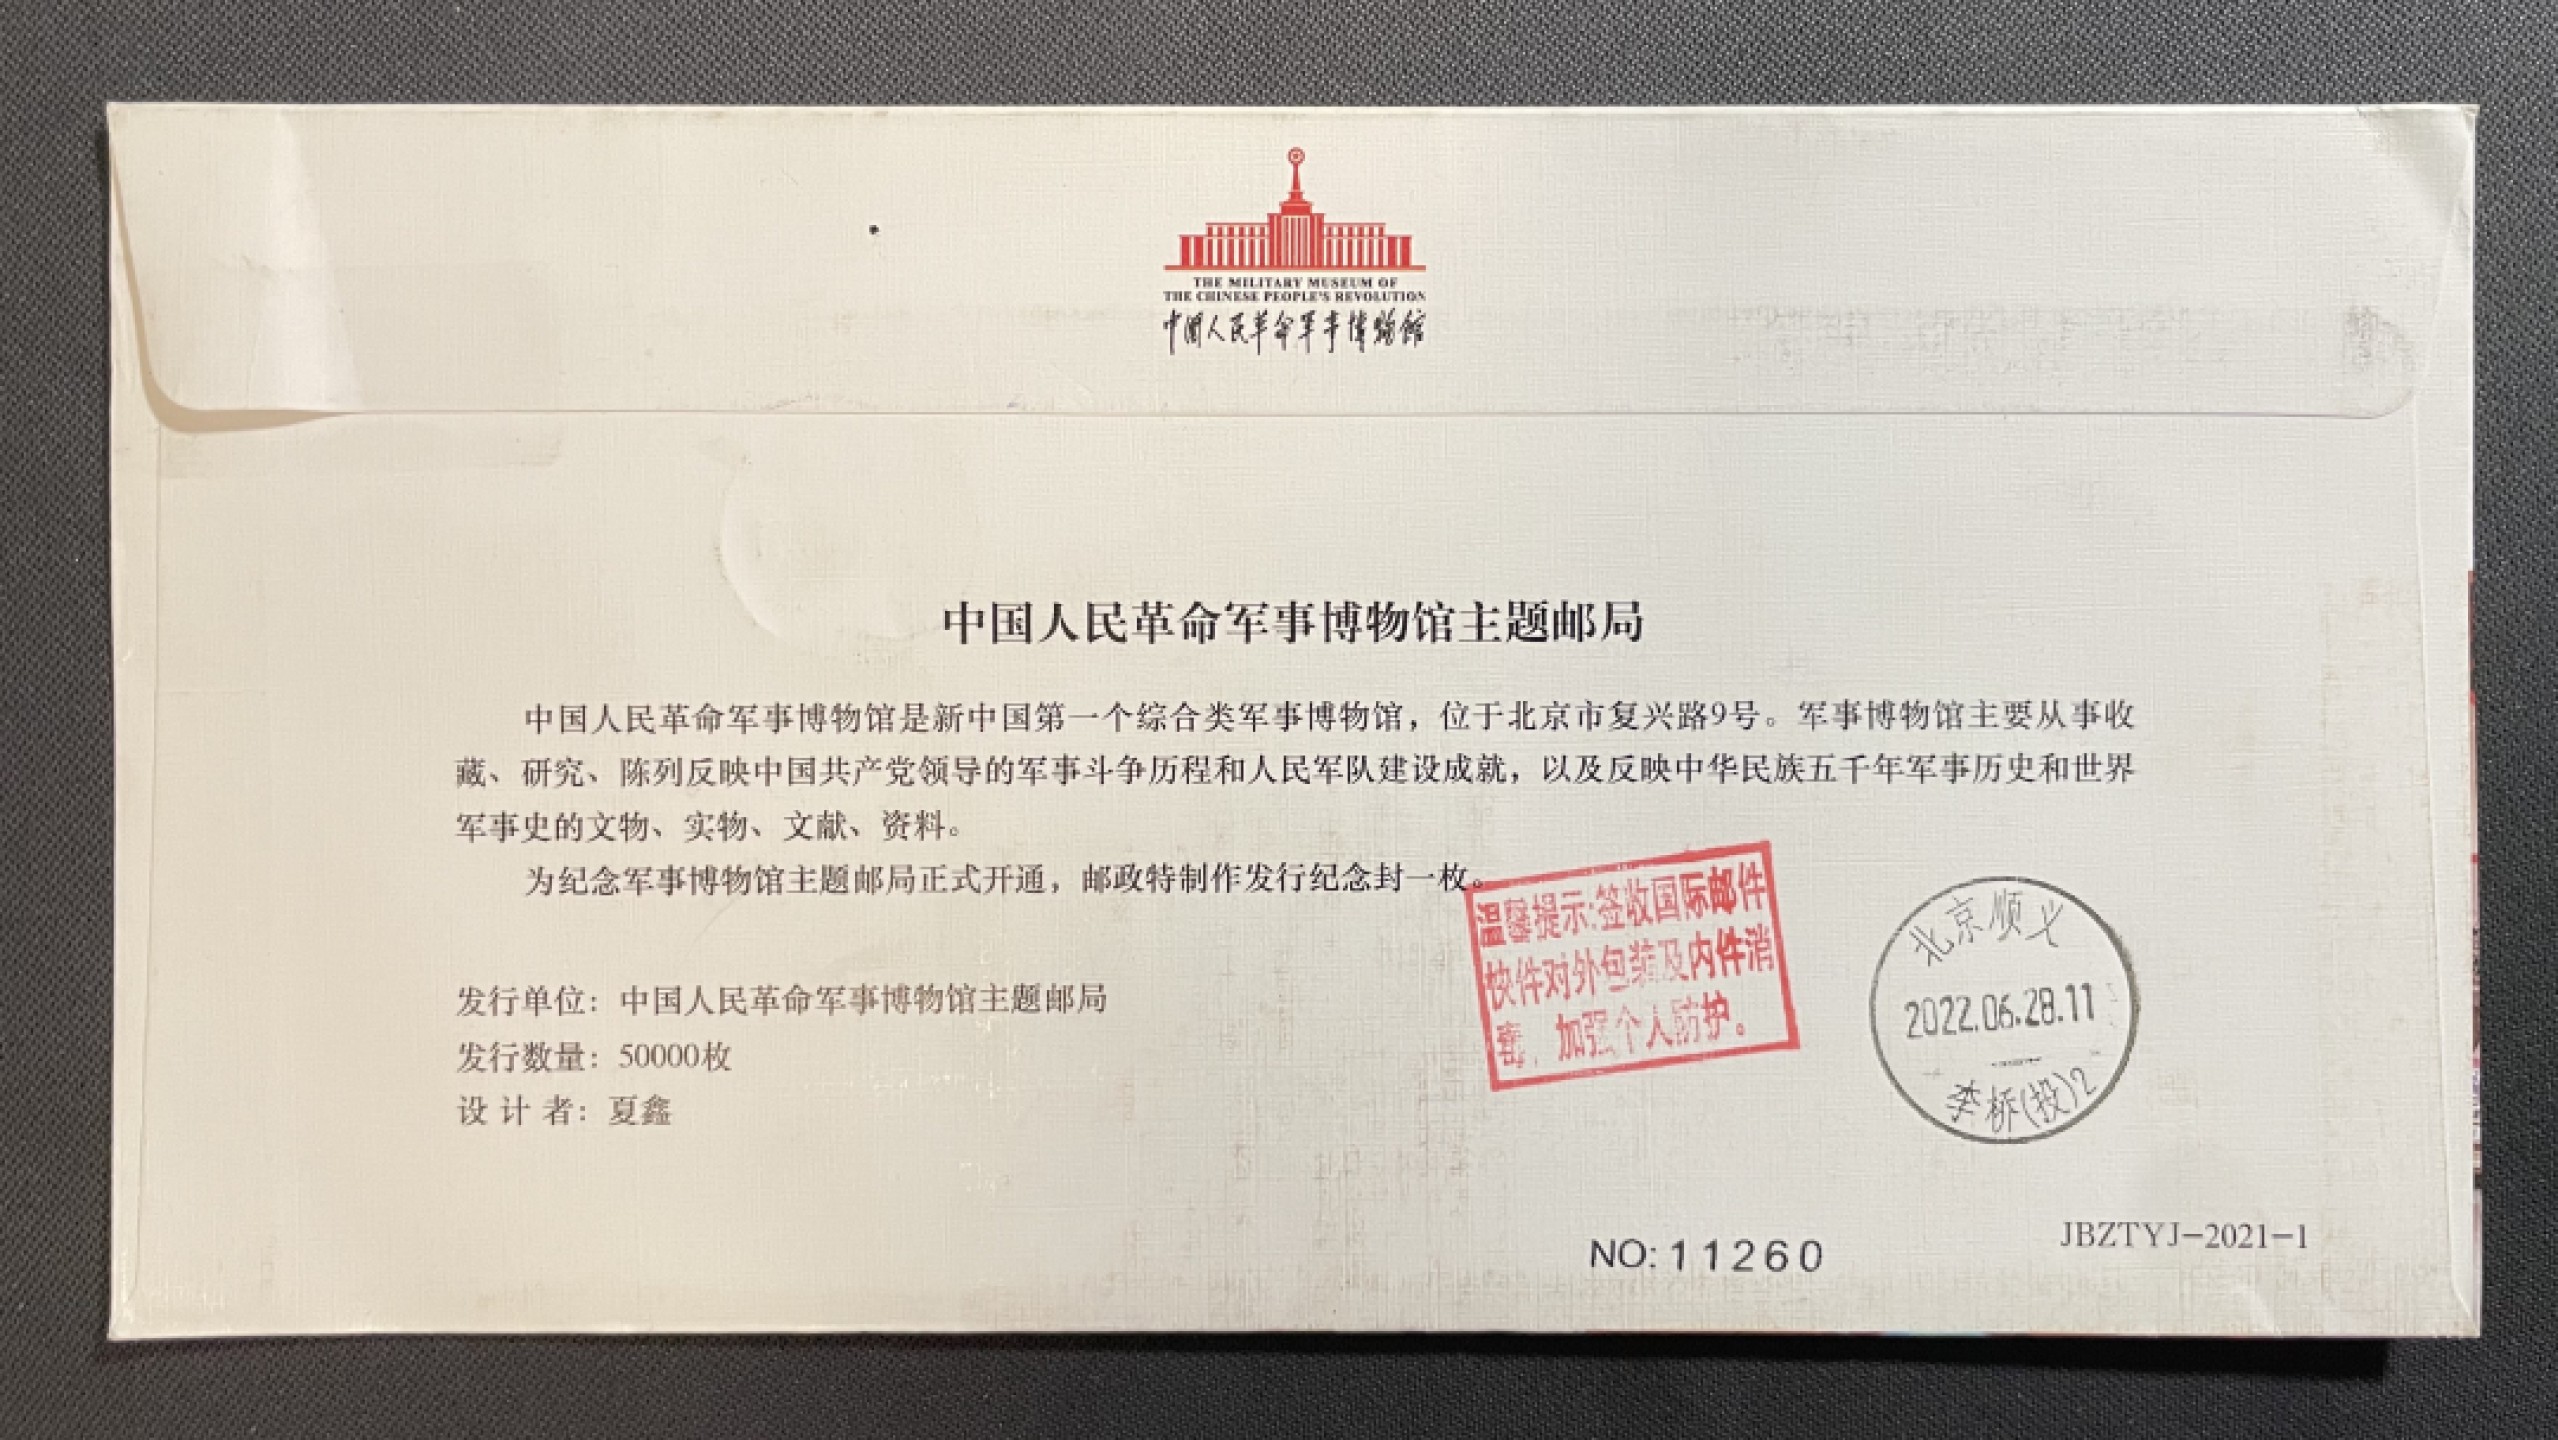 THE MILITARY MUSEUM OF
THE CHINESE PEOPLE'S REVOLUTION
中国人民革命军事博物馆
中国人民革命军事博物馆主题邮局
中国人民革命军事博物馆是新中国第一个综合类军事博物馆，位于北京市复兴路9号。军事博物馆主要从事收
藏、研究、陈列反映中国共产党领导的军事斗争历程和人民军队建设成就，以及反映中华民族五千年军事历史和世界
军事史的文物、实物、文献、资料。
为纪念军事博物馆主题邮局正式开通，邮政特制作发行纪念封一枚。
温馨提示:签收国际邮件
快件对外包装及内件消
毒，加强个人防护。
北京顺义
2022.06.28.11
李桥(投)2
发行单位：中国人民革命军事博物馆主题邮局
发行数量：50000枚
设 计 者：夏鑫
NO:11260
JBZTYJ-2021-1